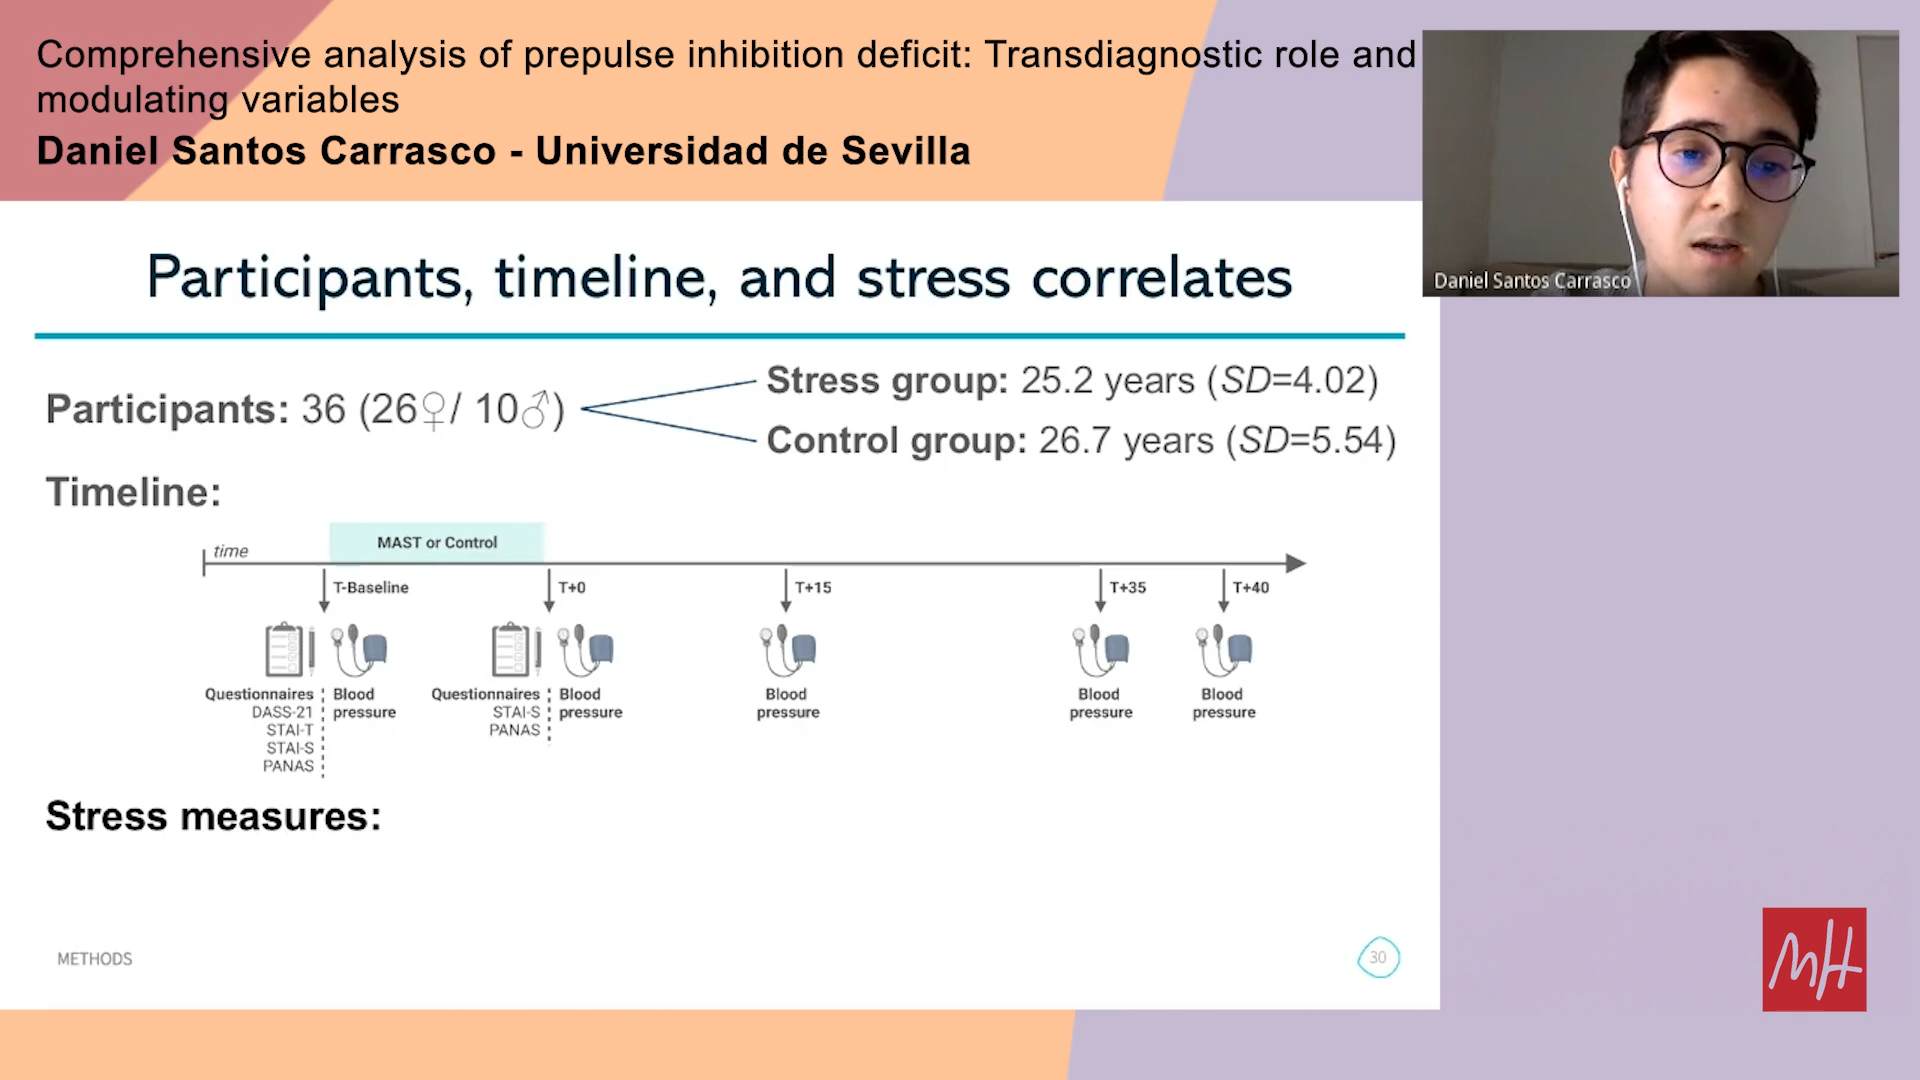 Comprehensive analysis of prepulse inhibition deficit: Transdiagnostic role and
modulating variables
Daniel Santos Carrasco - Universidad de Sevilla
Daniel Santos Carrasco
Participants, timeline, and stress correlates
Participants: 36 (26♀/ 10♂)
Stress group: 25.2 years (SD=4.02)
Control group: 26.7 years (SD=5.54)
Timeline:
MAST or Control
time
T-Baseline
T+0
T+15
T+35
T+40
Questionnaires
DASS-21
STAI-T
STAI-S
PANAS
Blood
pressure
Questionnaires
STAI-S
PANAS
Blood
pressure
Blood
pressure
Blood
pressure
Blood
pressure
Stress measures:
METHODS
30
MH